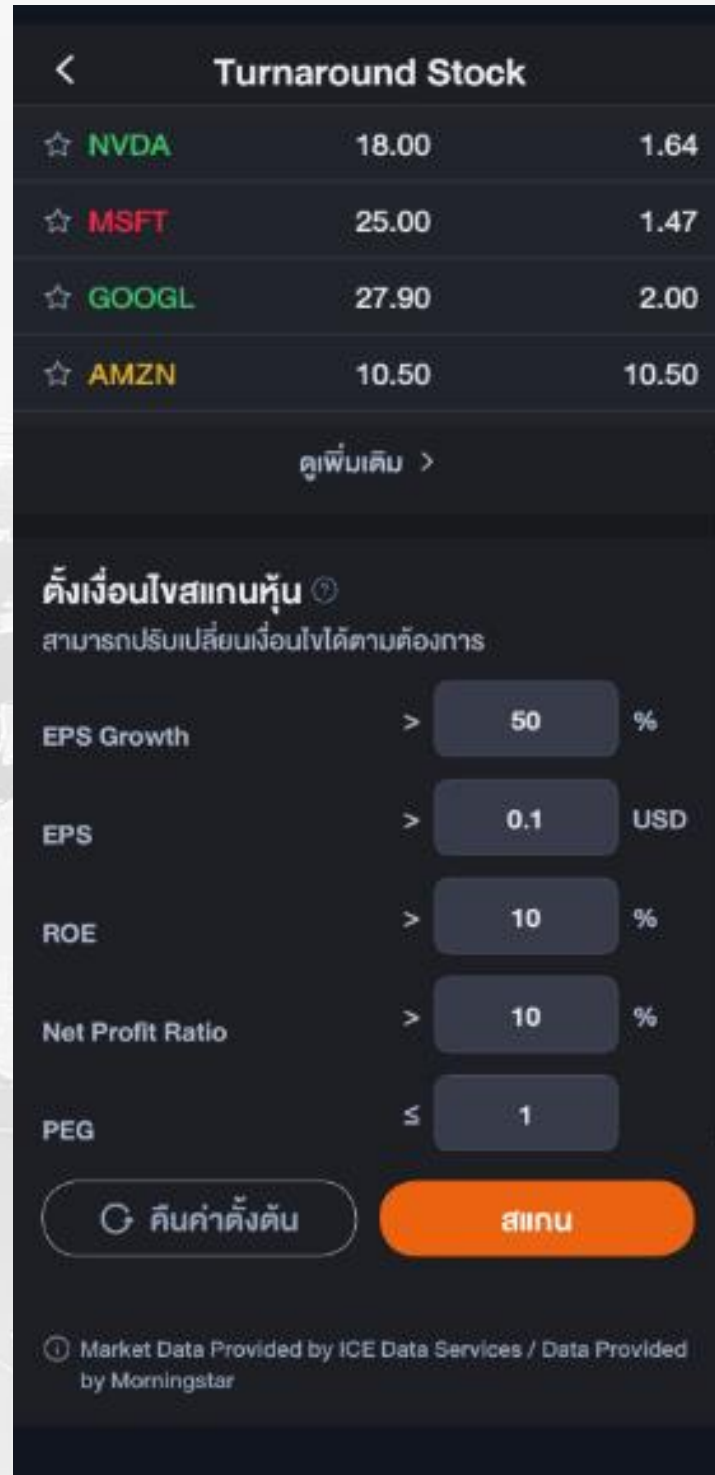 Turnaround Stock
NVDA 18.00 1.64
MSFT 25.00 1.47
GOOGL 27.90 2.00
AMZN 10.50 10.50
ดูเพิ่มเติม >
ตั้งเงื่อนไขสแกนหุ้น
สามารถปรับเปลี่ยนเงื่อนไขได้ตามต้องการ
EPS Growth > 50 %
EPS > 0.1 USD
ROE > 10 %
Net Profit Ratio > 10 %
PEG ≤ 1
คืนค่าตั้งต้น สแกน
Market Data Provided by ICE Data Services / Data Provided
by Morningstar